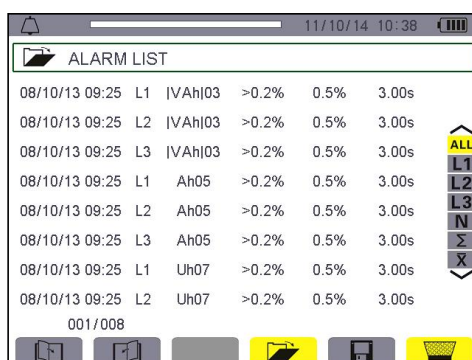 11/10/14 10:38
ALARM LIST
08/10/13 09:25 L1 |VAh|03 >0.2% 0.5% 3.00s
08/10/13 09:25 L2 |VAh|03 >0.2% 0.5% 3.00s
08/10/13 09:25 L3 |VAh|03 >0.2% 0.5% 3.00s
08/10/13 09:25 L1 Ah05 >0.2% 0.5% 3.00s
08/10/13 09:25 L2 Ah05 >0.2% 0.5% 3.00s
08/10/13 09:25 L3 Ah05 >0.2% 0.5% 3.00s
08/10/13 09:25 L1 Uh07 >0.2% 0.5% 3.00s
08/10/13 09:25 L2 Uh07 >0.2% 0.5% 3.00s
001/008
ALL
L1
L2
L3
N
Σ
X̅